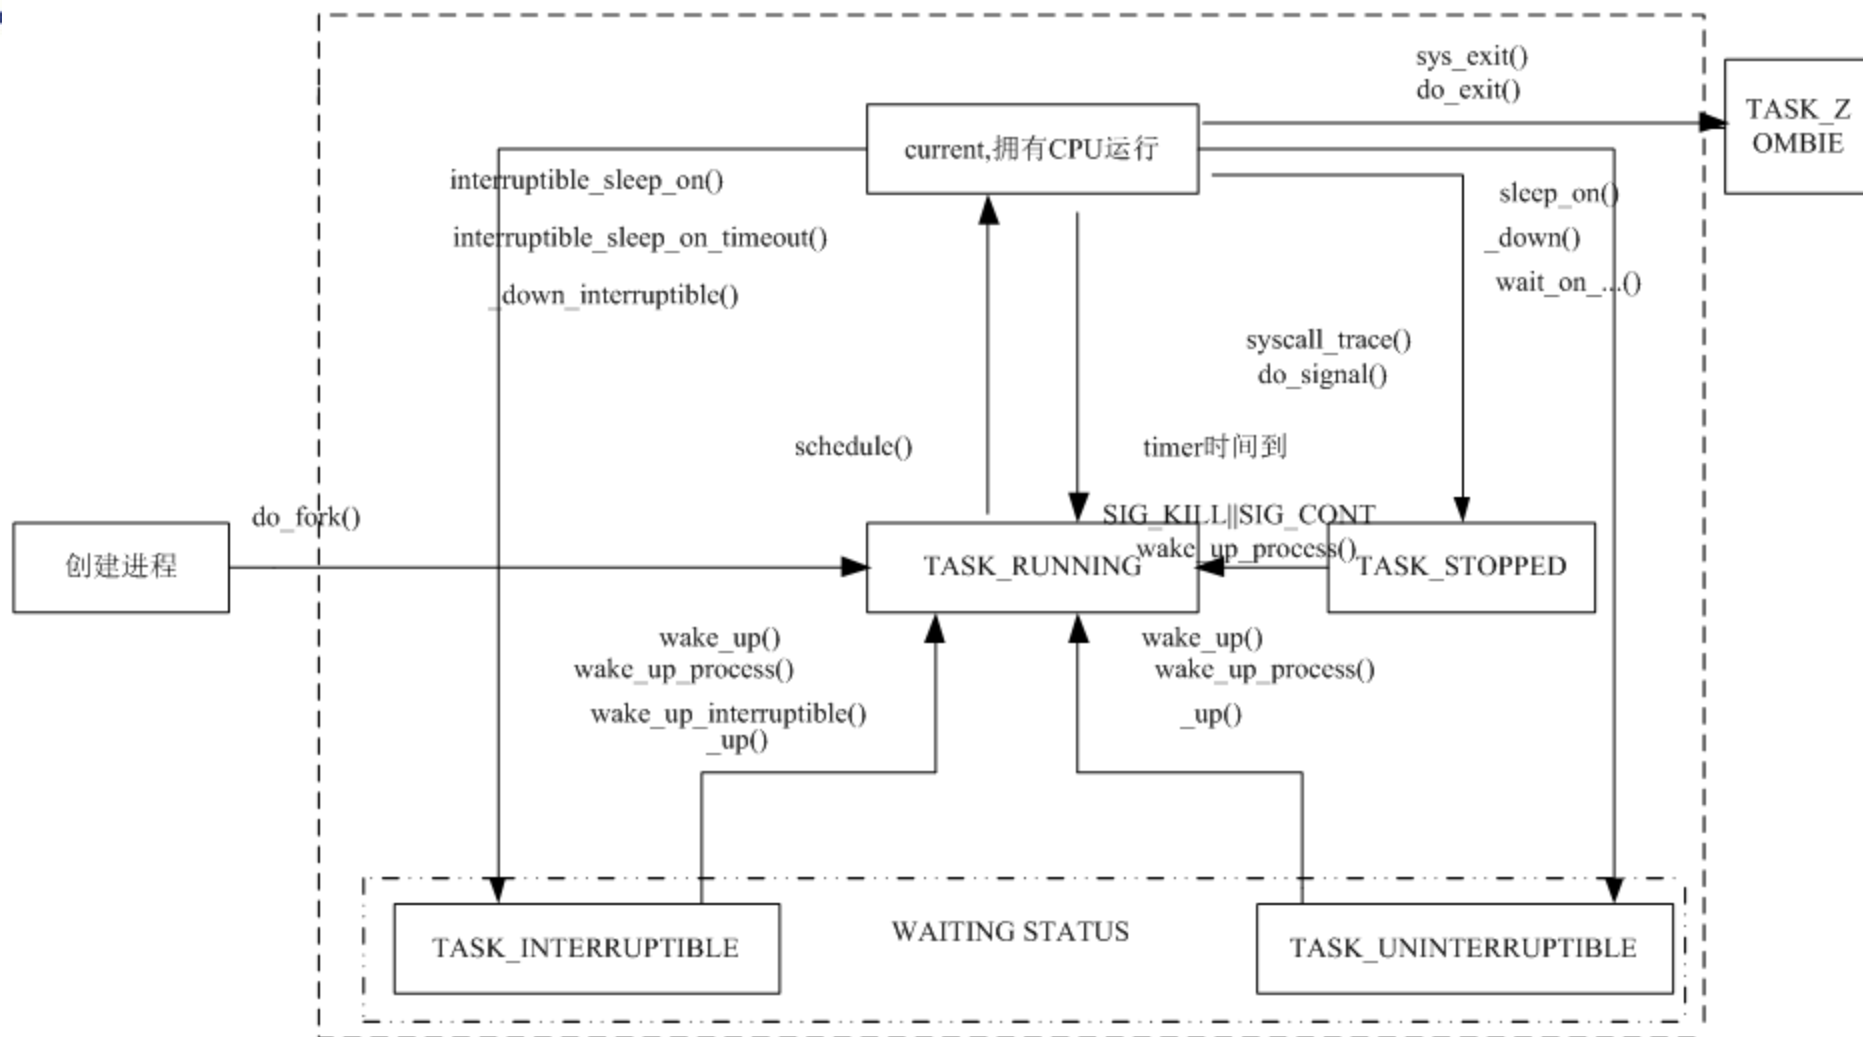 sys_exit()
do_exit()
TASK_Z
OMBIE
current,拥有CPU运行
interruptible_sleep_on()
sleep_on()
interruptible_sleep_on_timeout()
_down()
_down_interruptible()
wait_on_...()
syscall_trace()
do_signal()
schedule()
timer时间到
do_fork()
SIG_KILL||SIG_CONT
wake_up_process()
创建进程
TASK_RUNNING
TASK_STOPPED
wake_up()
wake_up_process()
wake_up_interruptible()
_up()
wake_up()
wake_up_process()
_up()
WAITING STATUS
TASK_INTERRUPTIBLE
TASK_UNINTERRUPTIBLE